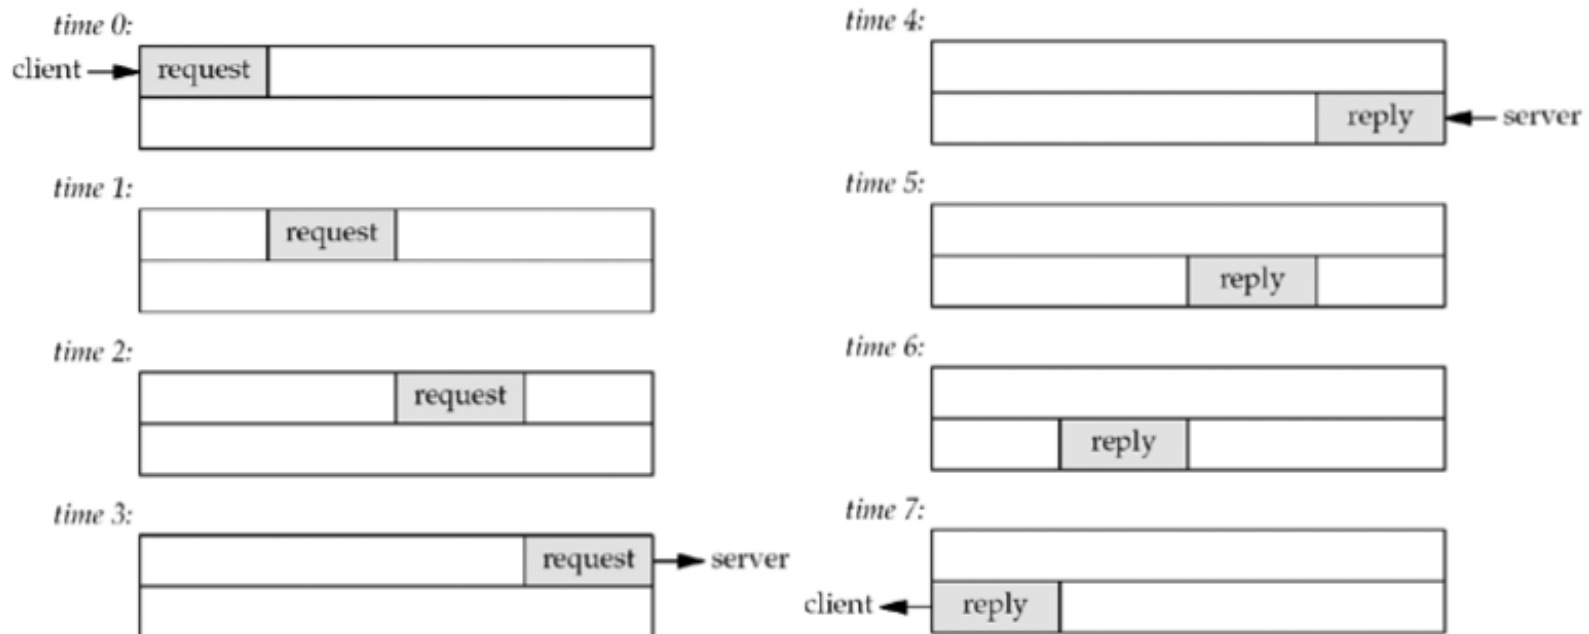 time 0:
client request
time 1:
request
time 2:
request
time 3:
request server
time 4:
reply server
time 5:
reply
time 6:
reply
time 7:
client reply